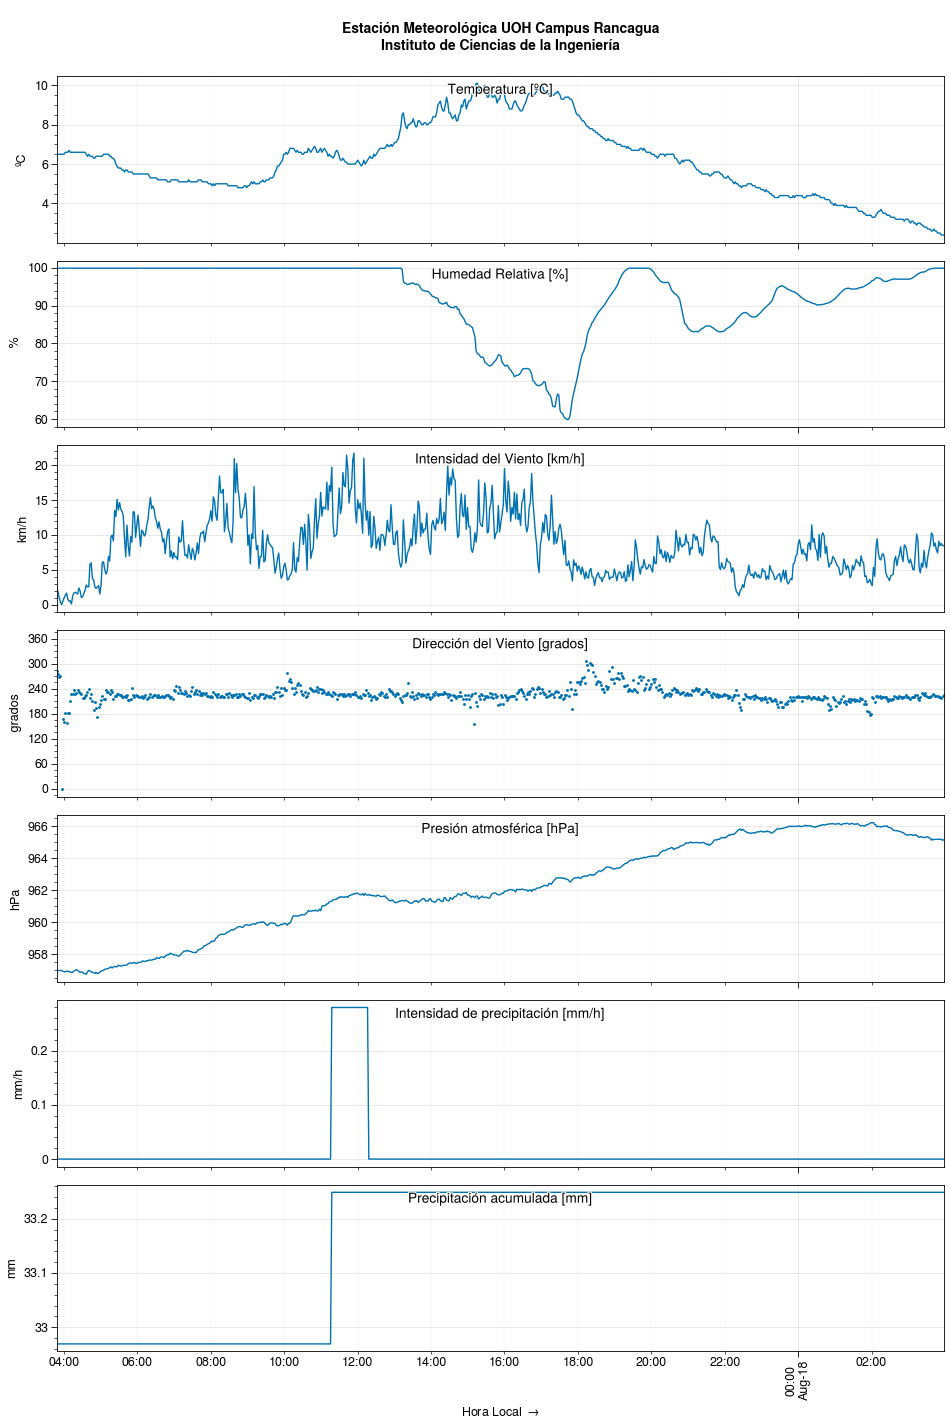 Estación Meteorológica UOH Campus Rancagua
Instituto de Ciencias de la Ingeniería
Temperatura [ºC]
10
8
6
4
ºC
Humedad Relativa [%]
100
90
80
70
60
%
Intensidad del Viento [km/h]
20
15
10
5
0
km/h
Dirección del Viento [grados]
360
300
240
180
120
60
0
grados
Presión atmosférica [hPa]
966
964
962
960
958
hPa
Intensidad de precipitación [mm/h]
0.2
0.1
0
mm/h
Precipitación acumulada [mm]
33.2
33.1
33
mm
04:00 06:00 08:00 10:00 12:00 14:00 16:00 18:00 20:00 22:00 00:00 02:00
Aug-18
Hora Local →